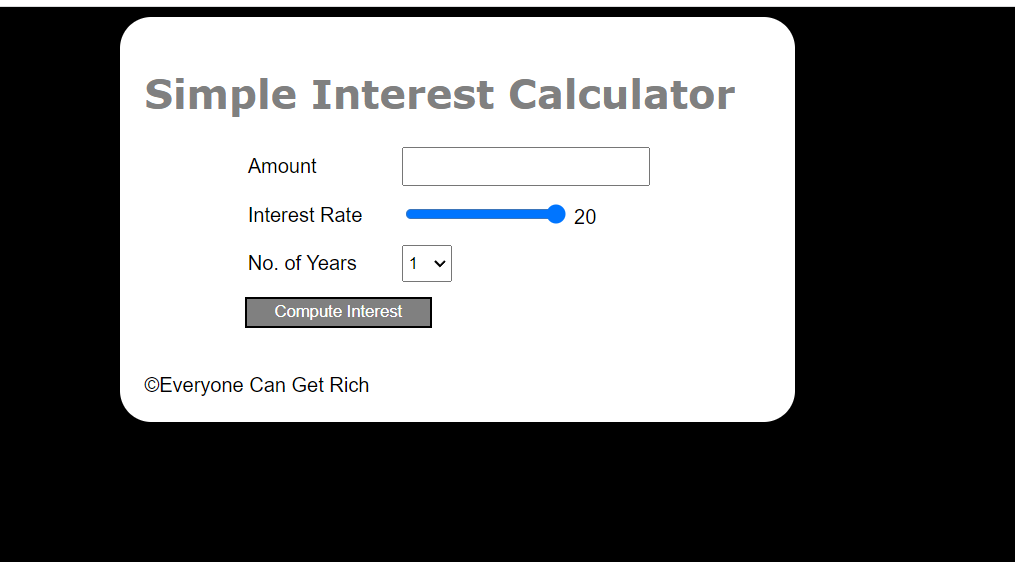 Simple Interest Calculator
Amount
Interest Rate 20
No. of Years 1
Compute Interest
©Everyone Can Get Rich